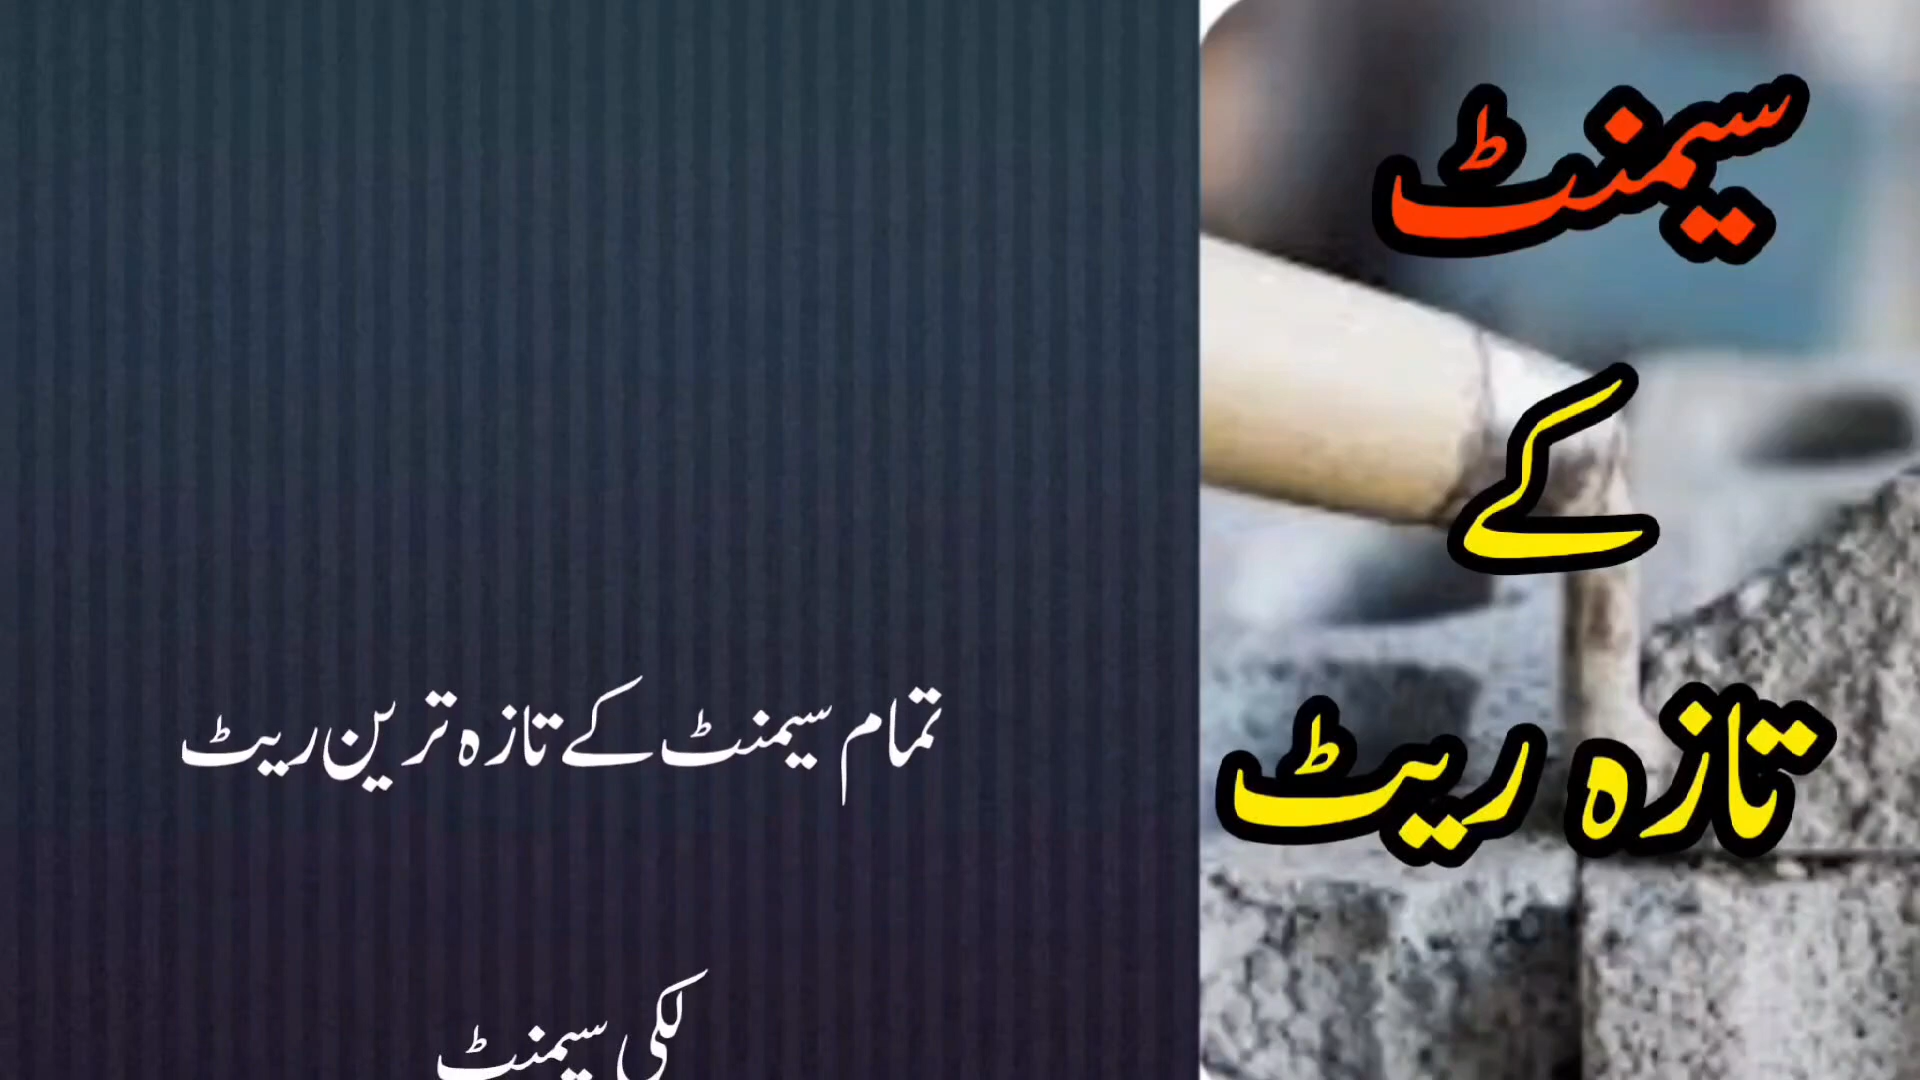 سیمنٹ
کے
تازہ ریٹ
تمام سیمنٹ کے تازہ ترین ریٹ
لکی سیمنٹ